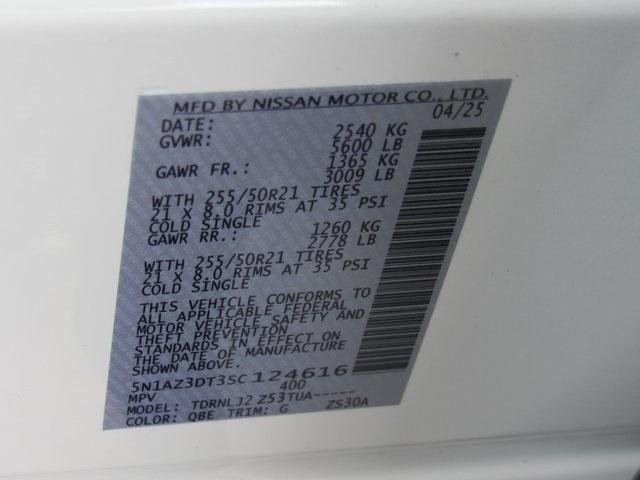 MFD BY NISSAN MOTOR CO., LTD.
DATE: 04/25
GVWR: 2540 KG
5600 LB
GAWR FR.: 1365 KG
3009 LB
WITH 255/50R21 TIRES
21 X 8.0 RIMS AT 35 PSI
COLD SINGLE
GAWR RR.: 1260 KG
2778 LB
WITH 255/50R21 TIRES
21 X 8.0 RIMS AT 35 PSI
COLD SINGLE
THIS VEHICLE CONFORMS TO
ALL APPLICABLE FEDERAL
MOTOR VEHICLE SAFETY AND
THEFT PREVENTION
STANDARDS IN EFFECT ON
THE DATE OF MANUFACTURE
SHOWN ABOVE.
5N1AZ3DT3SC124616
MPV 400
MODEL: TDRNLJ2 Z53TUA-----
COLOR: QBE TRIM: G ZS30A